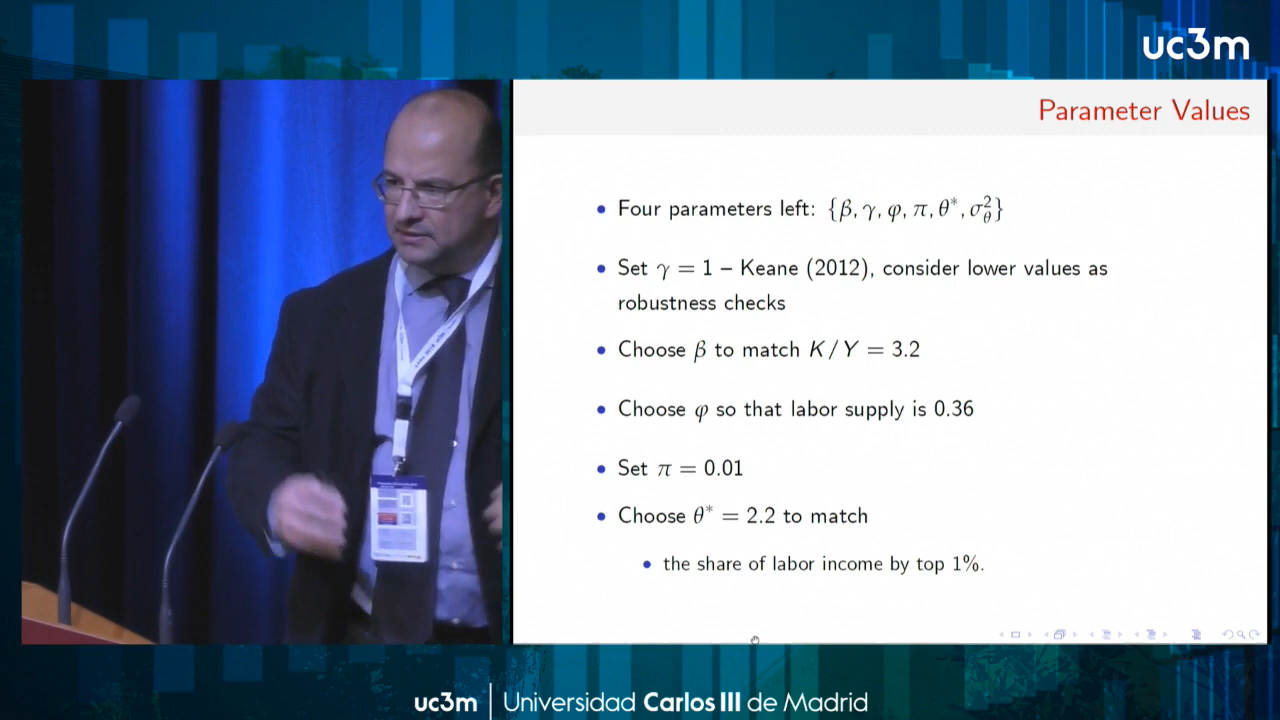 uc3m
Parameter Values
• Four parameters left: {β, γ, φ, π, θ*, σ²_θ}
• Set γ = 1 – Keane (2012), consider lower values as
robustness checks
• Choose β to match K/Y = 3.2
• Choose φ so that labor supply is 0.36
• Set π = 0.01
• Choose θ* = 2.2 to match
• the share of labor income by top 1%.
uc3m | Universidad Carlos III de Madrid